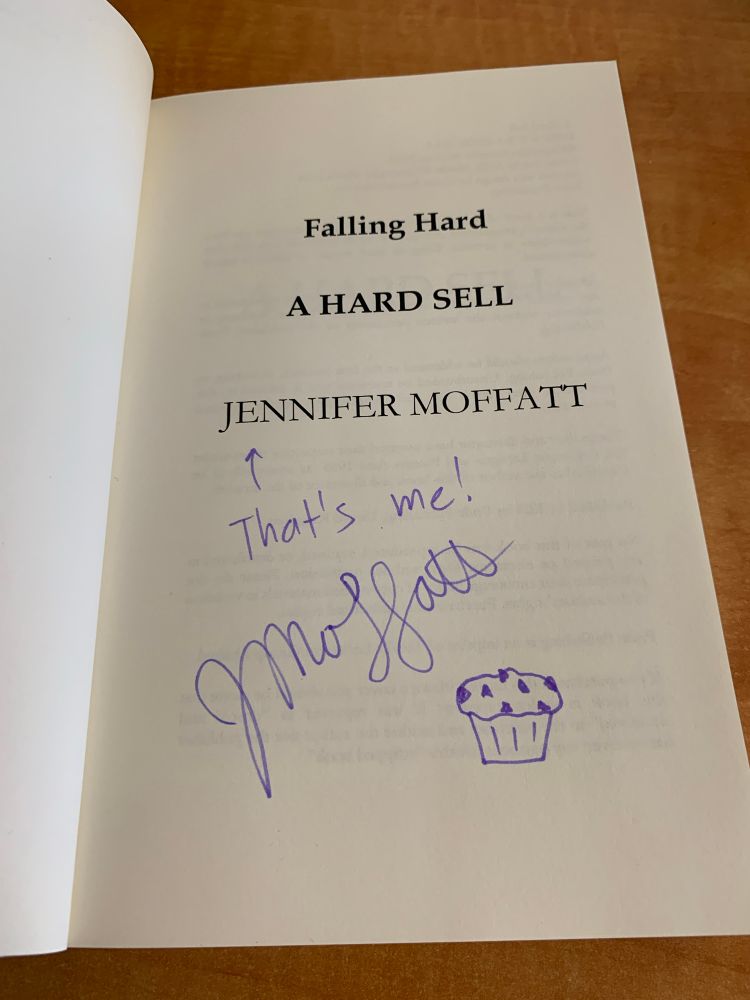 Falling Hard
A HARD SELL
JENNIFER MOFFATT
That's me!
JMoffatt